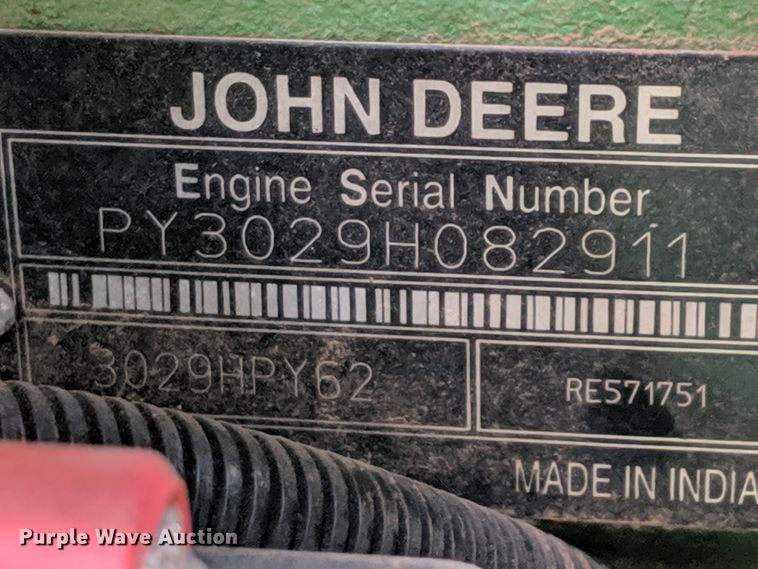 JOHN DEERE
Engine Serial Number
PY3029H082911
3029HPY62
RE571751
MADE IN INDIA
Purple Wave Auction®